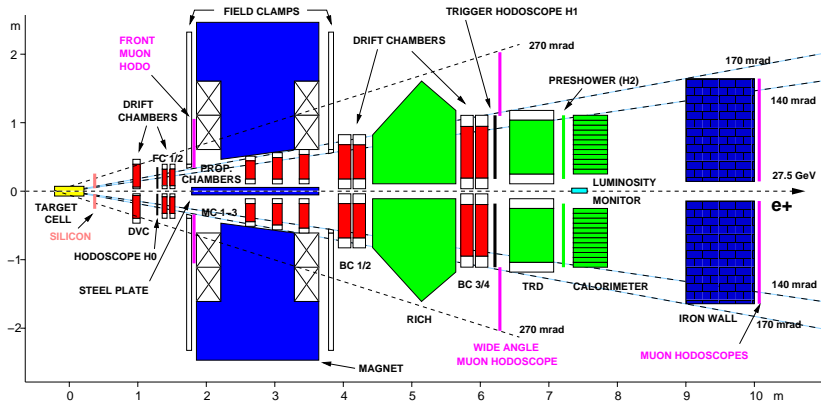 FIELD CLAMPS
TRIGGER HODOSCOPE H1
m
2
1
0
−1
−2
FRONT
MUON
HODO
DRIFT CHAMBERS
270 mrad
170 mrad
PRESHOWER (H2)
140 mrad
DRIFT
CHAMBERS
FC 1/2
PROP.
CHAMBERS
27.5 GeV
LUMINOSITY
MONITOR
e+
TARGET
CELL
SILICON
DVC
MC 1−3
HODOSCOPE H0
STEEL PLATE
BC 1/2
BC 3/4
TRD
CALORIMETER
RICH
140 mrad
IRON WALL
170 mrad
270 mrad
WIDE ANGLE
MUON HODOSCOPE
MUON HODOSCOPES
MAGNET
0 1 2 3 4 5 6 7 8 9 10 m